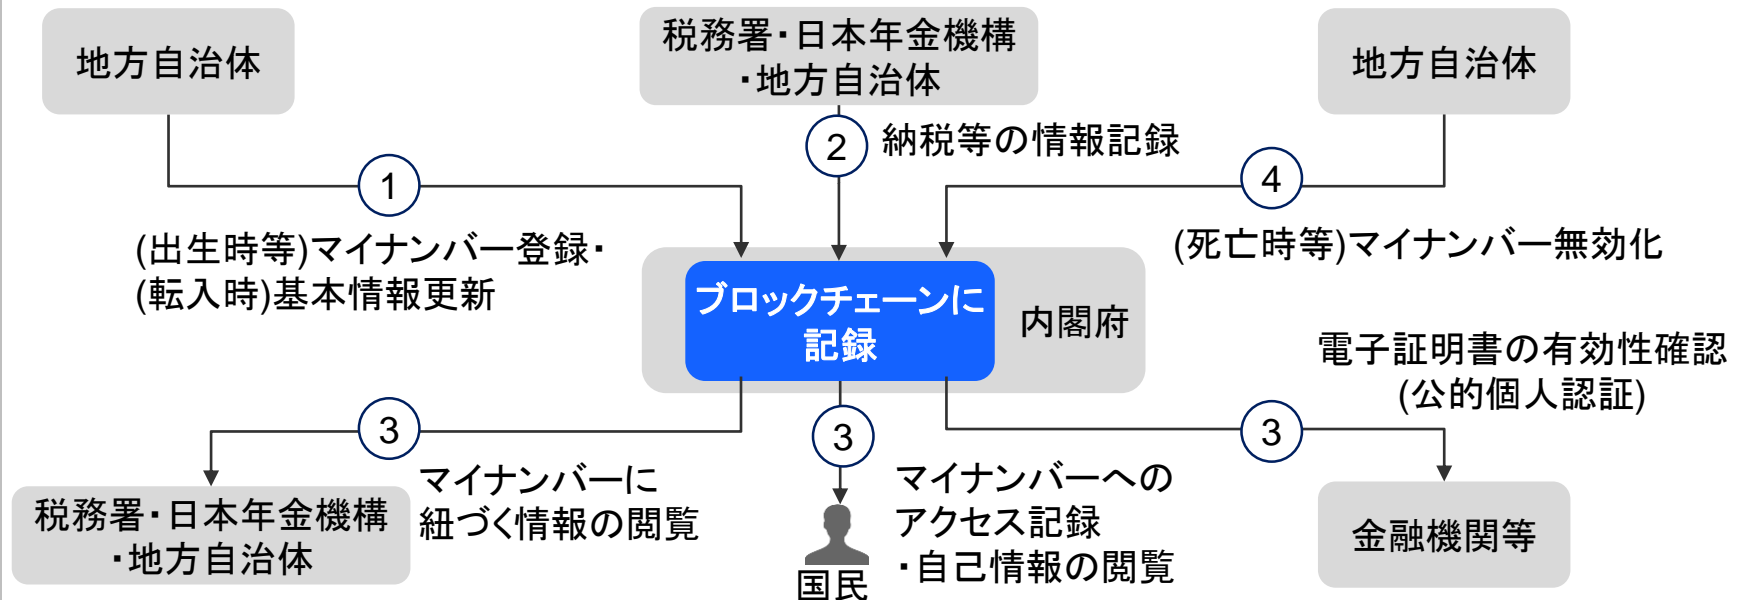 地方自治体
税務署・日本年金機構
・地方自治体
地方自治体
1
2
納税等の情報記録
4
(出生時等)マイナンバー登録・
(転入時)基本情報更新
(死亡時等)マイナンバー無効化
ブロックチェーンに
記録
内閣府
電子証明書の有効性確認
(公的個人認証)
3
3
3
マイナンバーに
紐づく情報の閲覧
マイナンバーへの
アクセス記録
・自己情報の閲覧
税務署・日本年金機構
・地方自治体
国民
金融機関等